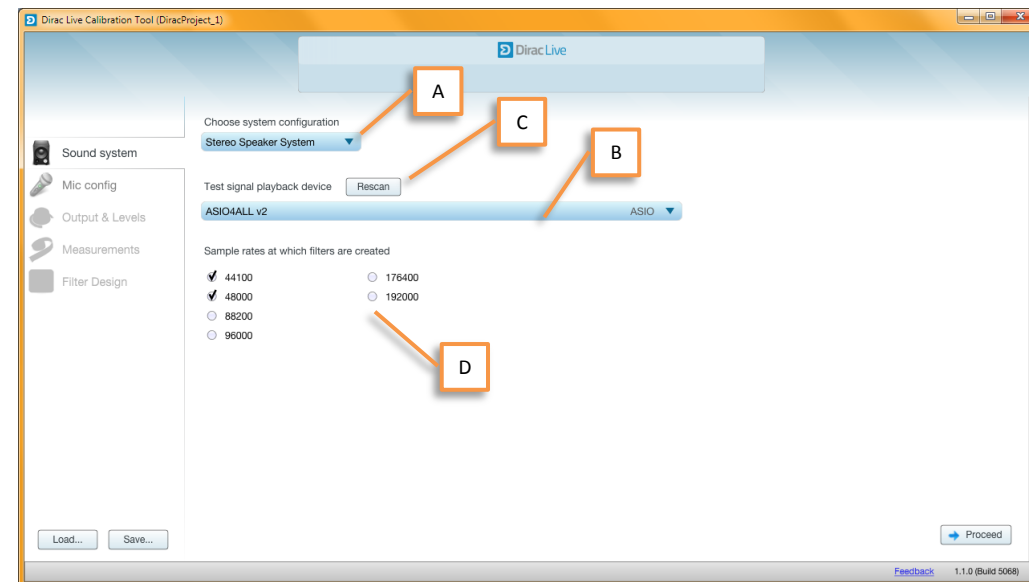 Dirac Live Calibration Tool (DiracProject_1)
Dirac Live
A
Choose system configuration
C
Stereo Speaker System
B
Sound system
Mic config
Test signal playback device Rescan
ASIO4ALL v2 ASIO
Output & Levels
Measurements
Sample rates at which filters are created
Filter Design
44100 176400
48000 192000
88200
96000
D
Load... Save...
Proceed
Feedback 1.1.0 (Build 5068)